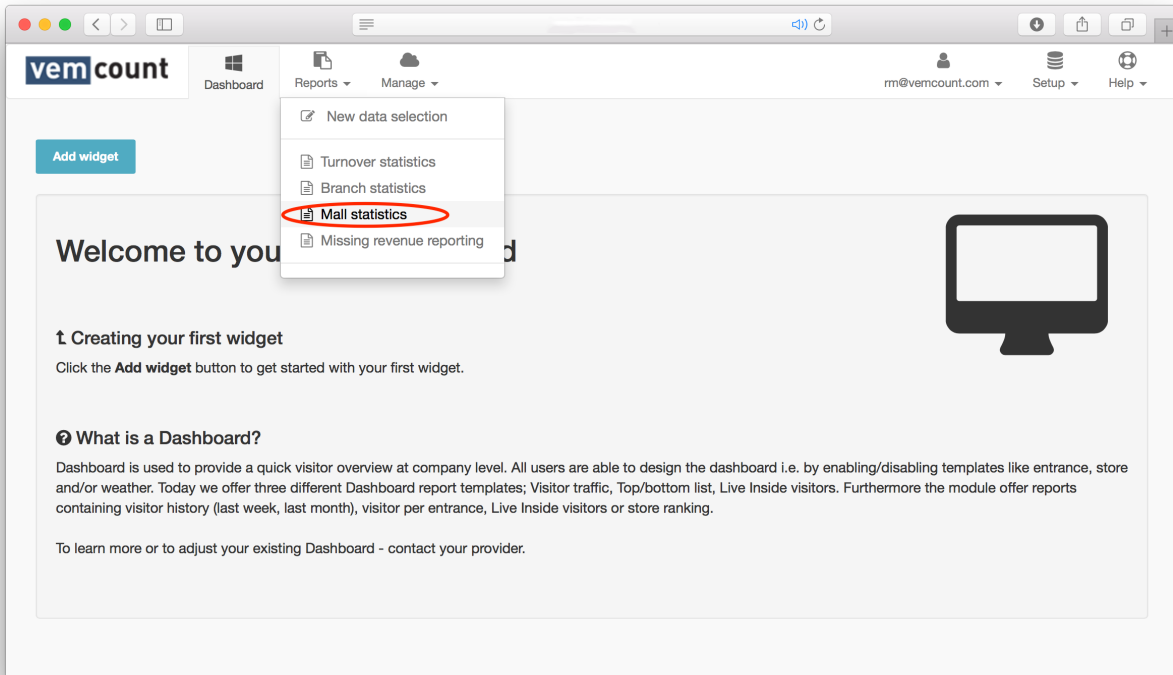 vemcount
Dashboard
Reports
Manage
rm@vemcount.com
Setup
Help
New data selection
Turnover statistics
Branch statistics
Mall statistics
Missing revenue reporting
Add widget
Welcome to you d
Creating your first widget
Click the Add widget button to get started with your first widget.
What is a Dashboard?
Dashboard is used to provide a quick visitor overview at company level. All users are able to design the dashboard i.e. by enabling/disabling templates like entrance, store
and/or weather. Today we offer three different Dashboard report templates; Visitor traffic, Top/bottom list, Live Inside visitors. Furthermore the module offer reports
containing visitor history (last week, last month), visitor per entrance, Live Inside visitors or store ranking.
To learn more or to adjust your existing Dashboard - contact your provider.